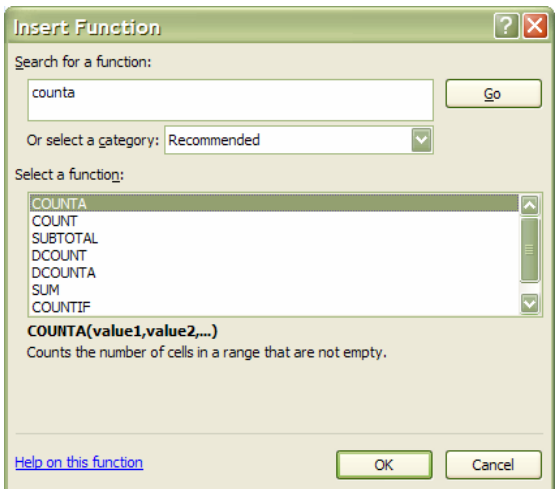 Insert Function
?
X
Search for a function:
counta
Go
Or select a category: Recommended
Select a function:
COUNTA
COUNT
SUBTOTAL
DCOUNT
DCOUNTA
SUM
COUNTIF
COUNTA(value1,value2,...)
Counts the number of cells in a range that are not empty.
Help on this function
OK
Cancel